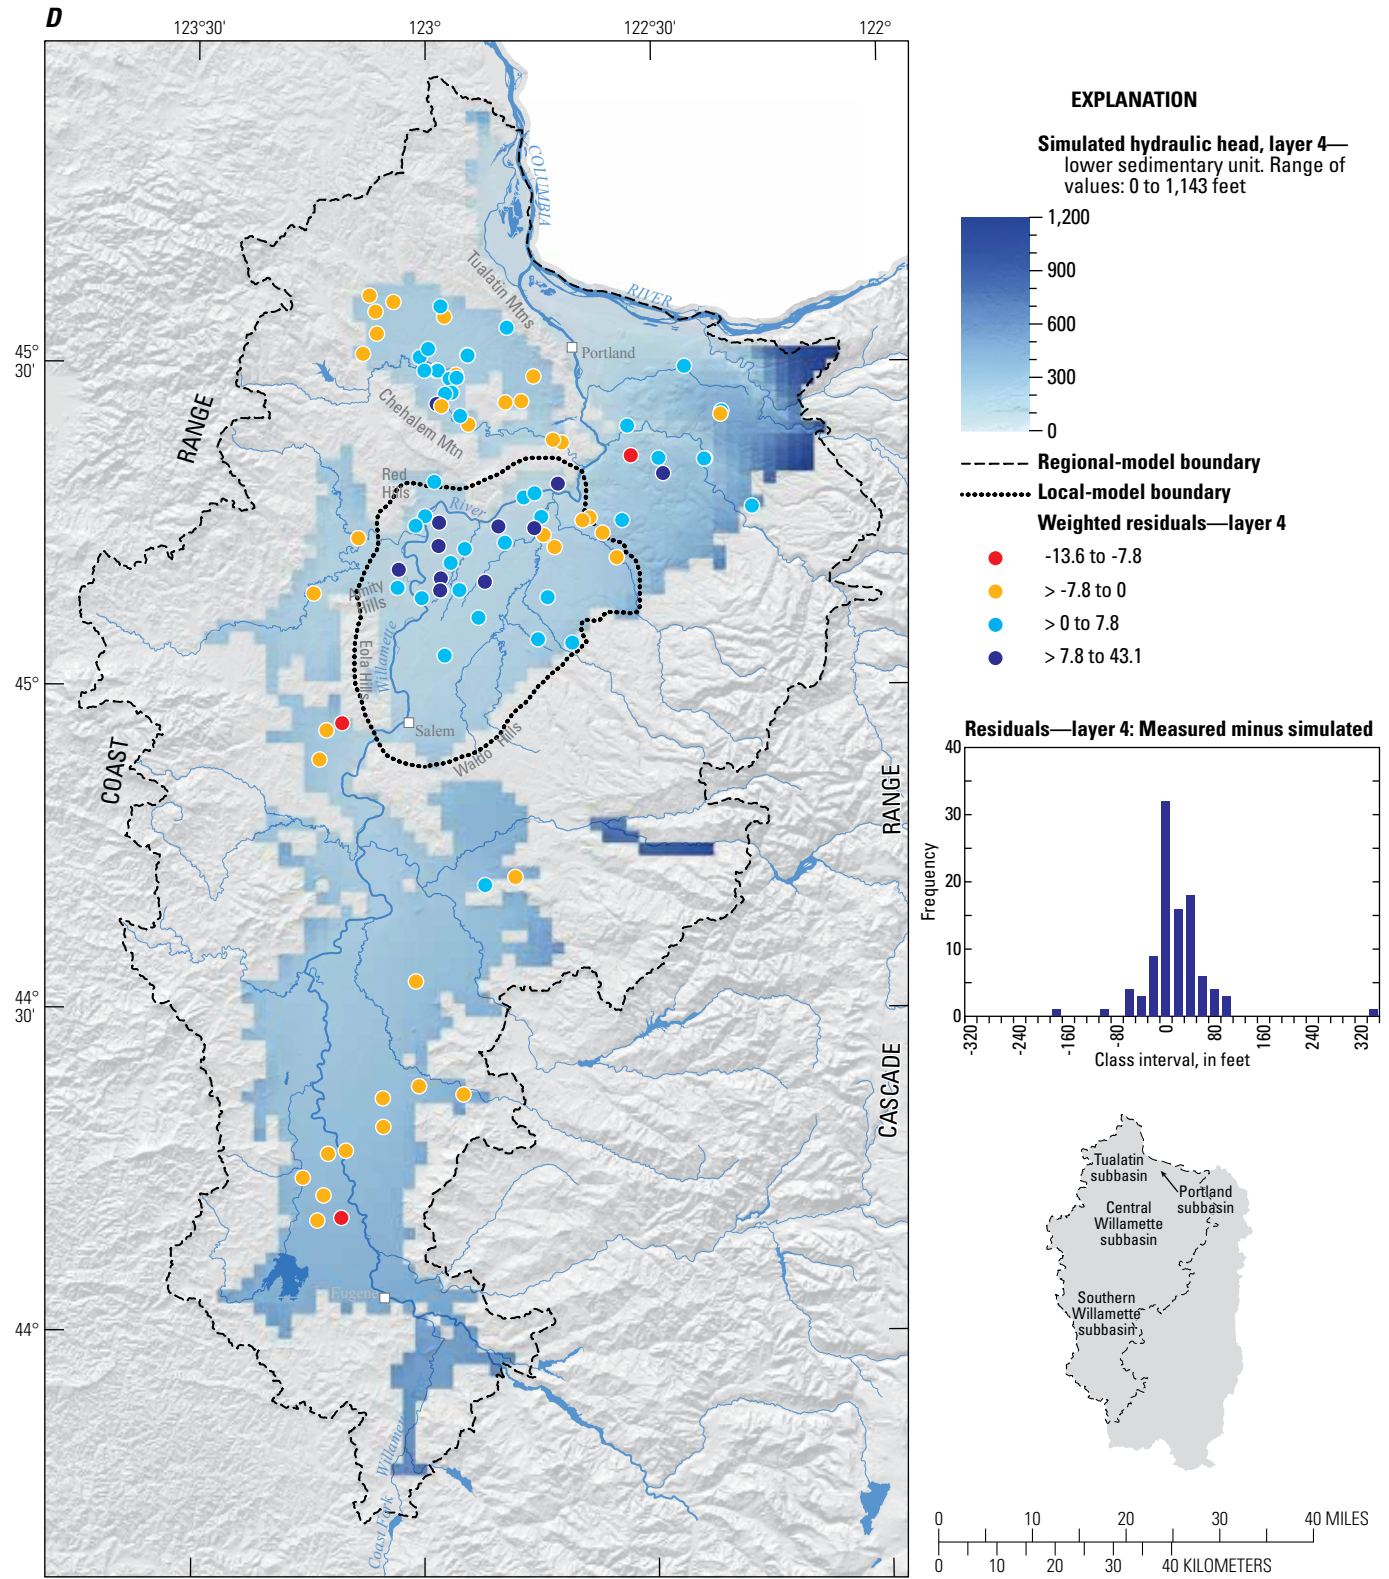 D
123°30'
123°
122°30'
122°
45°
30'
45°
44°
30'
44°
COLUMBIA
RIVER
Tualatin Mtns
Portland
Chehalem Mtn
RANGE
Red
Hills
River
Amity
Hills
Eola Hills
Willamette
Salem
Waldo Hills
COAST
RANGE
CASCADE
Eugene
Coast Fork Willamette
EXPLANATION
Simulated hydraulic head, layer 4—
lower sedimentary unit. Range of
values: 0 to 1,143 feet
1,200
900
600
300
0
Regional-model boundary
Local-model boundary
Weighted residuals—layer 4
-13.6 to -7.8
> -7.8 to 0
> 0 to 7.8
> 7.8 to 43.1
Residuals—layer 4: Measured minus simulated
40
30
20
10
0
Frequency
-320
-240
-160
-80
0
80
160
240
320
Class interval, in feet
Tualatin
subbasin
Portland
subbasin
Central
Willamette
subbasin
Southern
Willamette
subbasin
0 10 20 30 40 MILES
0 10 20 30 40 KILOMETERS